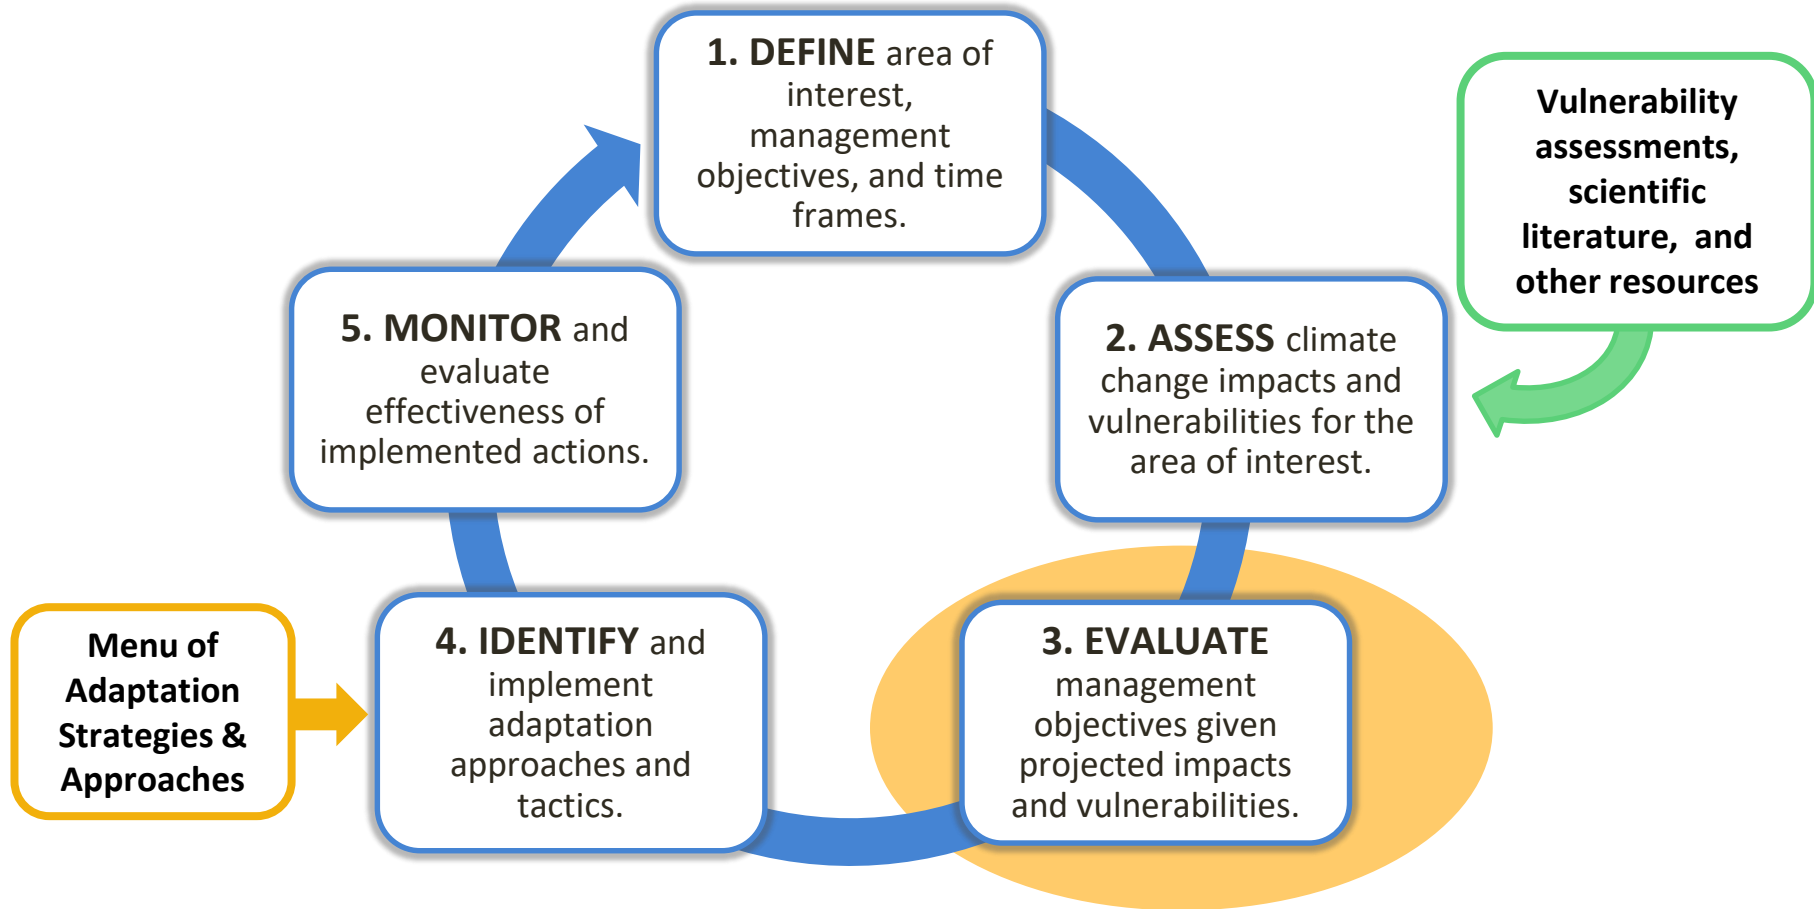 1. DEFINE area of
interest,
management
objectives, and time
frames.
Vulnerability
assessments,
scientific
literature, and
other resources
2. ASSESS climate
change impacts and
vulnerabilities for the
area of interest.
3. EVALUATE
management
objectives given
projected impacts
and vulnerabilities.
4. IDENTIFY and
implement
adaptation
approaches and
tactics.
Menu of
Adaptation
Strategies &
Approaches
5. MONITOR and
evaluate
effectiveness of
implemented actions.